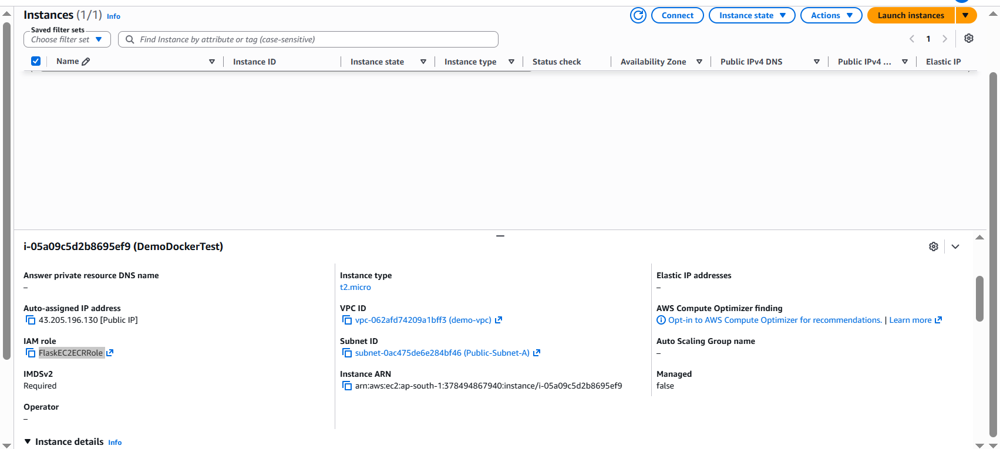 Instances (1/1) Info
Connect
Instance state
Actions
Launch instances
Saved filter sets
Choose filter set
Find Instance by attribute or tag (case-sensitive)
1
Name
Instance ID
Instance state
Instance type
Status check
Availability Zone
Public IPv4 DNS
Public IPv4 ...
Elastic IP
i-05a09c5d2b8695ef9 (DemoDockerTest)
Answer private resource DNS name
–
Auto-assigned IP address
43.205.196.130 [Public IP]
IAM role
FlaskEC2ECRRole
IMDSv2
Required
Operator
–
Instance type
t2.micro
VPC ID
vpc-062afd74209a1bff3 (demo-vpc)
Subnet ID
subnet-0ac475de6e284bf46 (Public-Subnet-A)
Instance ARN
arn:aws:ec2:ap-south-1:378494867940:instance/i-05a09c5d2b8695ef9
Elastic IP addresses
–
AWS Compute Optimizer finding
Opt-in to AWS Compute Optimizer for recommendations. | Learn more
Auto Scaling Group name
–
Managed
false
Instance details Info